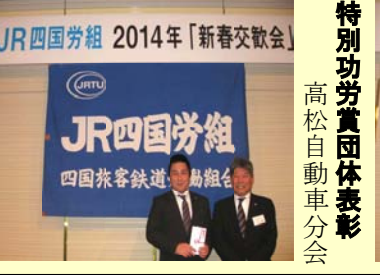 JR四国労組 2014年「新春交歓会」
JRTU
JR四国労組
四国旅客鉄道労働組合
特別功労賞団体表彰
高松自動車分会